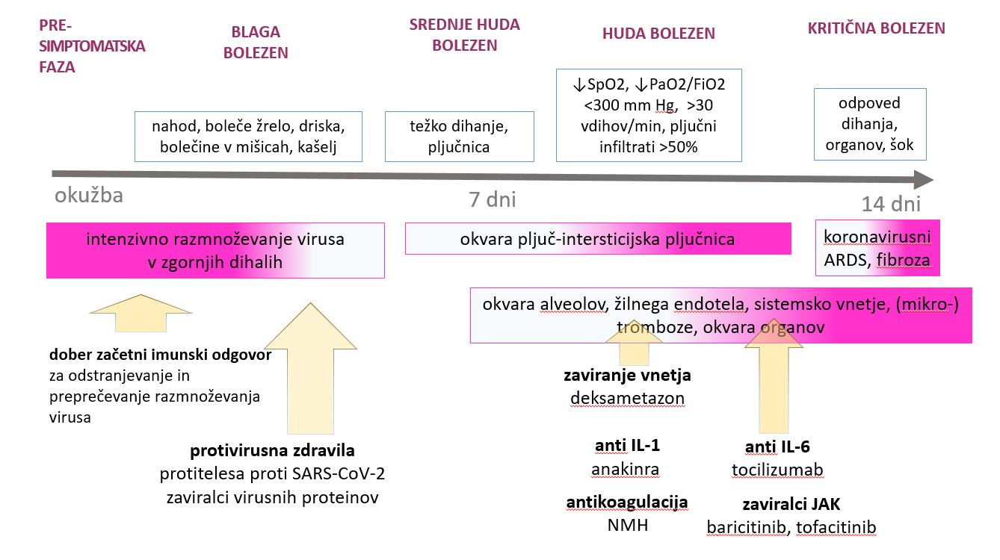 PRE-
SIMPTOMATSKA
FAZA
BLAGA
BOLEZEN
SREDNJE HUDA
BOLEZEN
HUDA BOLEZEN
KRITIČNA BOLEZEN
nahod, boleče žrelo, driska,
bolečine v mišicah, kašelj
težko dihanje,
pljučnica
↓SpO2, ↓PaO2/FiO2
<300 mm Hg, >30
vdihov/min, pljučni
infiltrati >50%
odpoved
dihanja,
organov, šok
okužba
7 dni
14 dni
intenzivno razmnoževanje virusa
v zgornjih dihalih
okvara pljuč-intersticijska pljučnica
koronavirusni
ARDS, fibroza
okvara alveolov, žilnega endotela, sistemsko vnetje, (mikro-)
tromboze, okvara organov
dober začetni imunski odgovor
za odstranjevanje in
preprečevanje razmnoževanja
virusa
protivirusna zdravila
protitelesa proti SARS-CoV-2
zaviralci virusnih proteinov
zaviranje vnetja
deksametazon
anti IL-1
anakinra
antikoagulacija
NMH
anti IL-6
tocilizumab
zaviralci JAK
baricitinib, tofacitinib